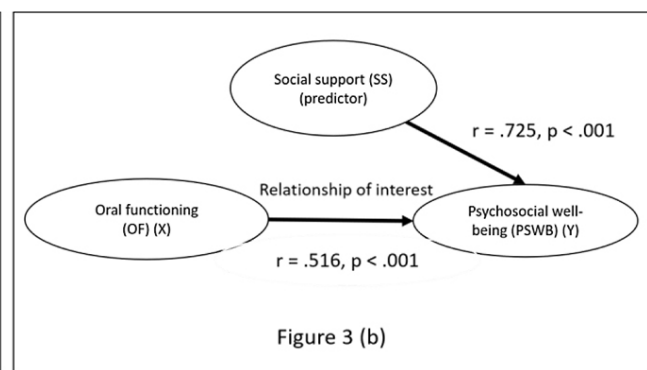 Social support (SS)
(predictor)
r = .725, p < .001
Relationship of interest
Oral functioning
(OF) (X)
Psychosocial well-
being (PSWB) (Y)
r = .516, p < .001
Figure 3 (b)